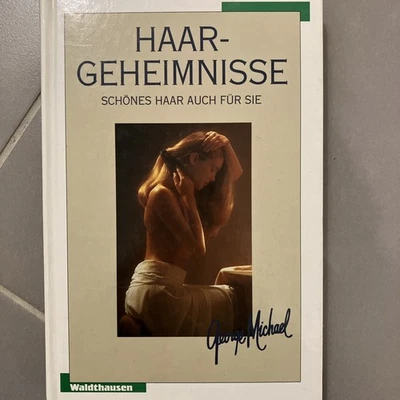 HAAR-
GEHEIMNISSE
SCHÖNES HAAR AUCH FÜR SIE
George Michael
Waldthausen